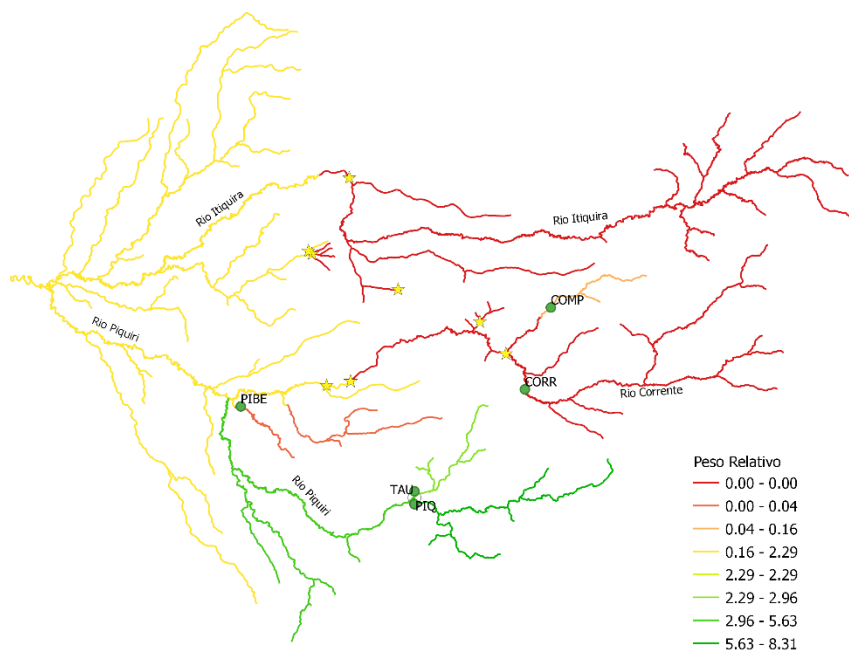 Rio Itiquira
Rio Itiquira
COMP
Rio Piquiri
PIBE
CORR
Rio Corrente
TAU
PIQ
Rio Piquiri
Peso Relativo
0.00 - 0.00
0.00 - 0.04
0.04 - 0.16
0.16 - 2.29
2.29 - 2.29
2.29 - 2.96
2.96 - 5.63
5.63 - 8.31